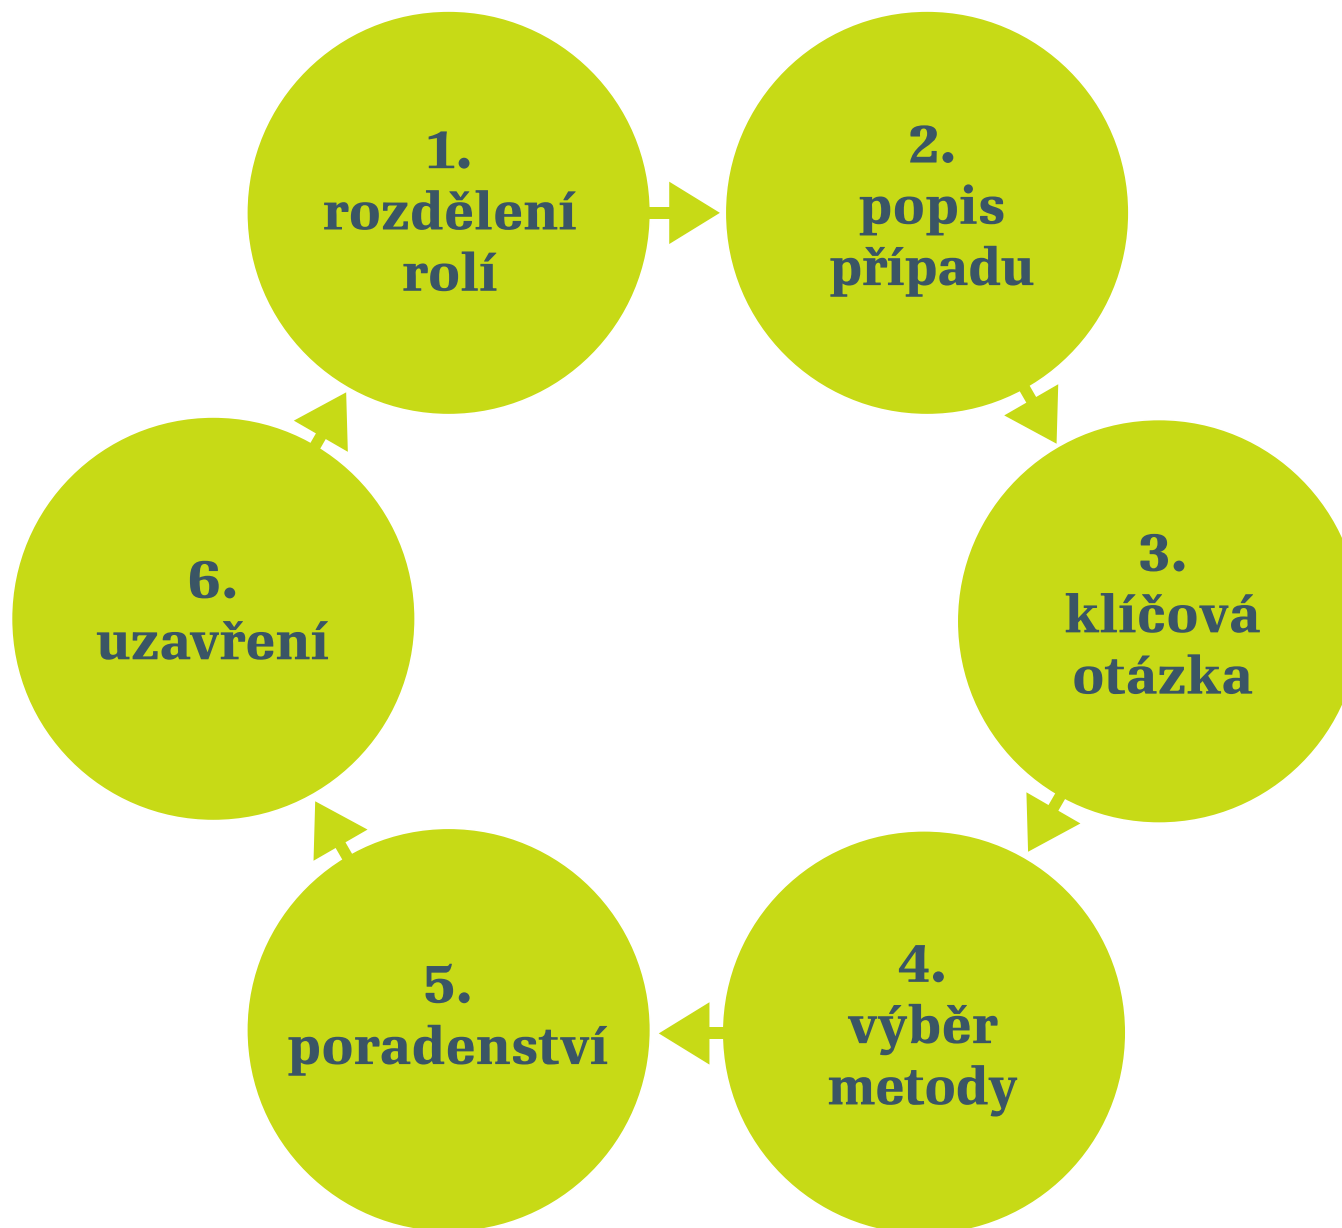 1.
rozdělení
rolí
2.
popis
případu
3.
klíčová
otázka
4.
výběr
metody
5.
poradenství
6.
uzavření